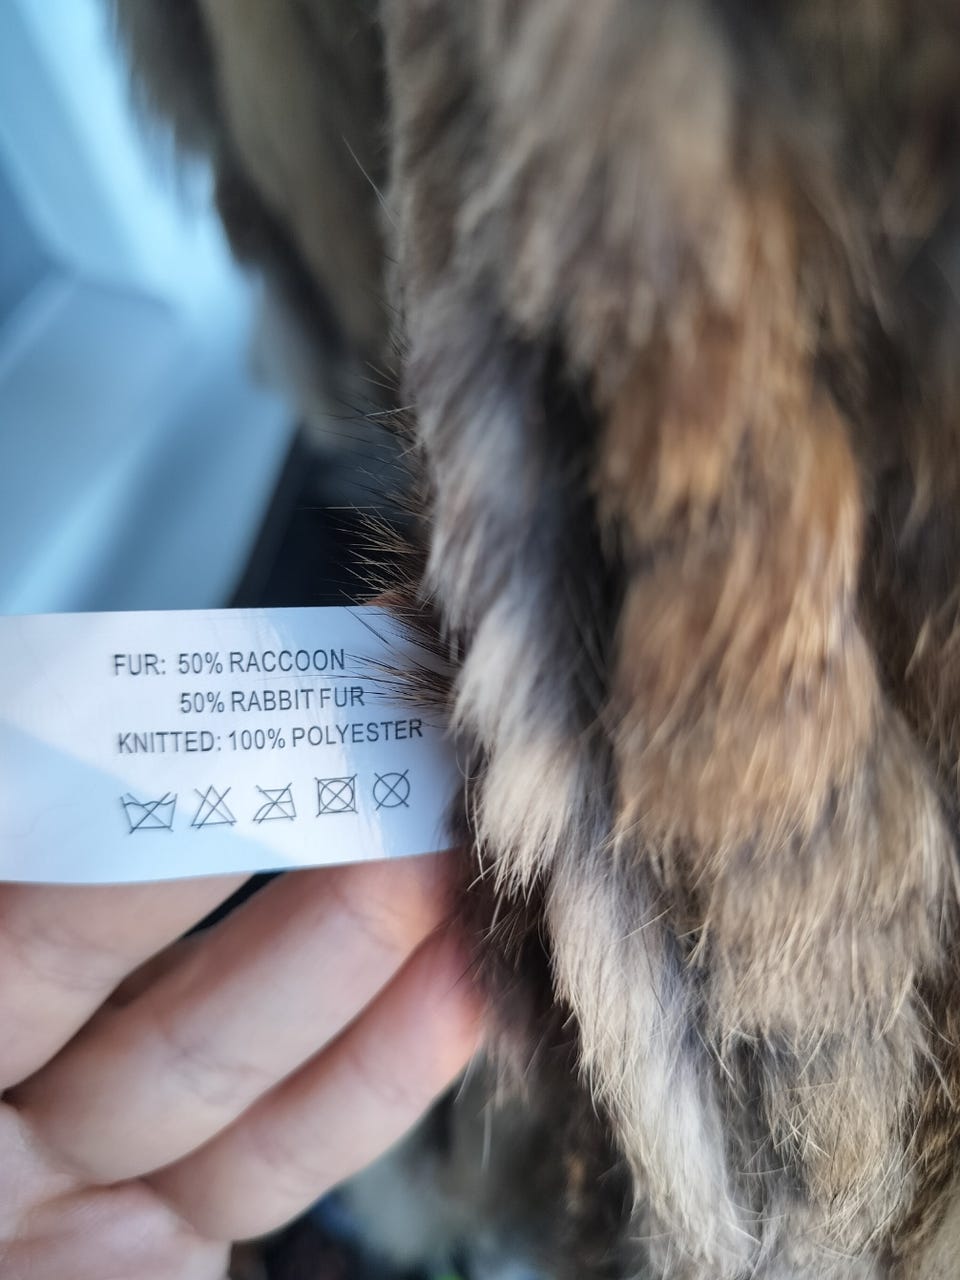 FUR: 50% RACCOON
50% RABBIT FUR
KNITTED: 100% POLYESTER